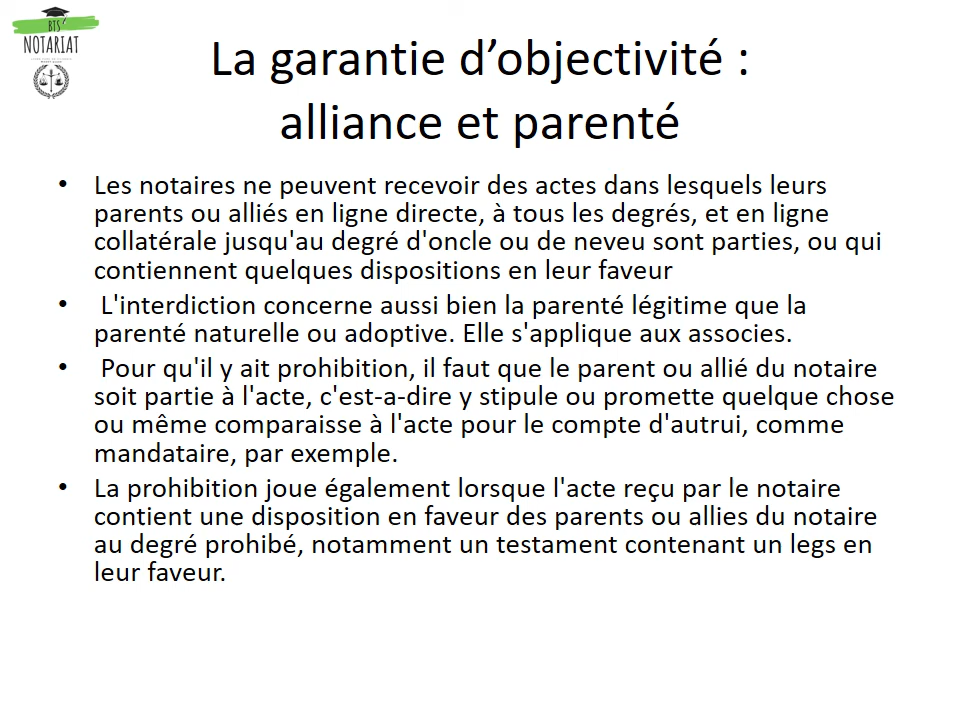 BTS
NOTARIAT
La garantie d’objectivité :
alliance et parenté
• Les notaires ne peuvent recevoir des actes dans lesquels leurs
parents ou alliés en ligne directe, à tous les degrés, et en ligne
collatérale jusqu'au degré d'oncle ou de neveu sont parties, ou qui
contiennent quelques dispositions en leur faveur
• L'interdiction concerne aussi bien la parenté légitime que la
parenté naturelle ou adoptive. Elle s'applique aux associes.
• Pour qu'il y ait prohibition, il faut que le parent ou allié du notaire
soit partie à l'acte, c'est-a-dire y stipule ou promette quelque chose
ou même comparaisse à l'acte pour le compte d'autrui, comme
mandataire, par exemple.
• La prohibition joue également lorsque l'acte reçu par le notaire
contient une disposition en faveur des parents ou allies du notaire
au degré prohibé, notamment un testament contenant un legs en
leur faveur.